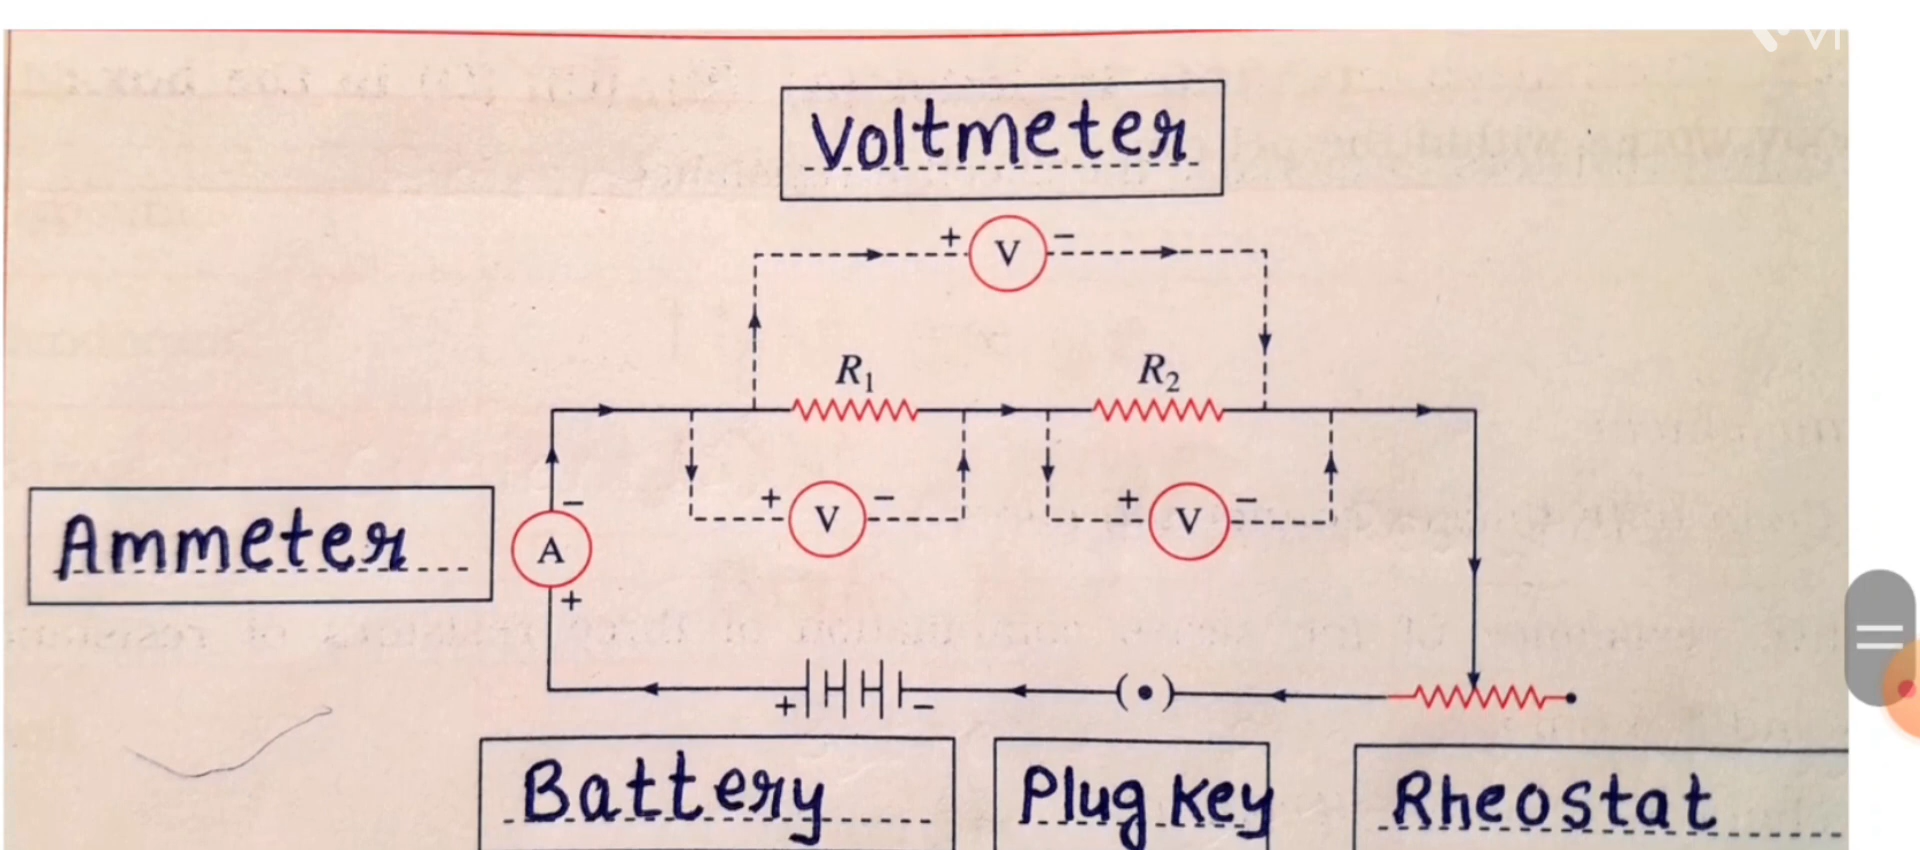 Voltmeter
+ V −
R1 R2
+ V − + V −
Ammeter
−
A
+
+ −
Battery
Plug Key
Rheostat